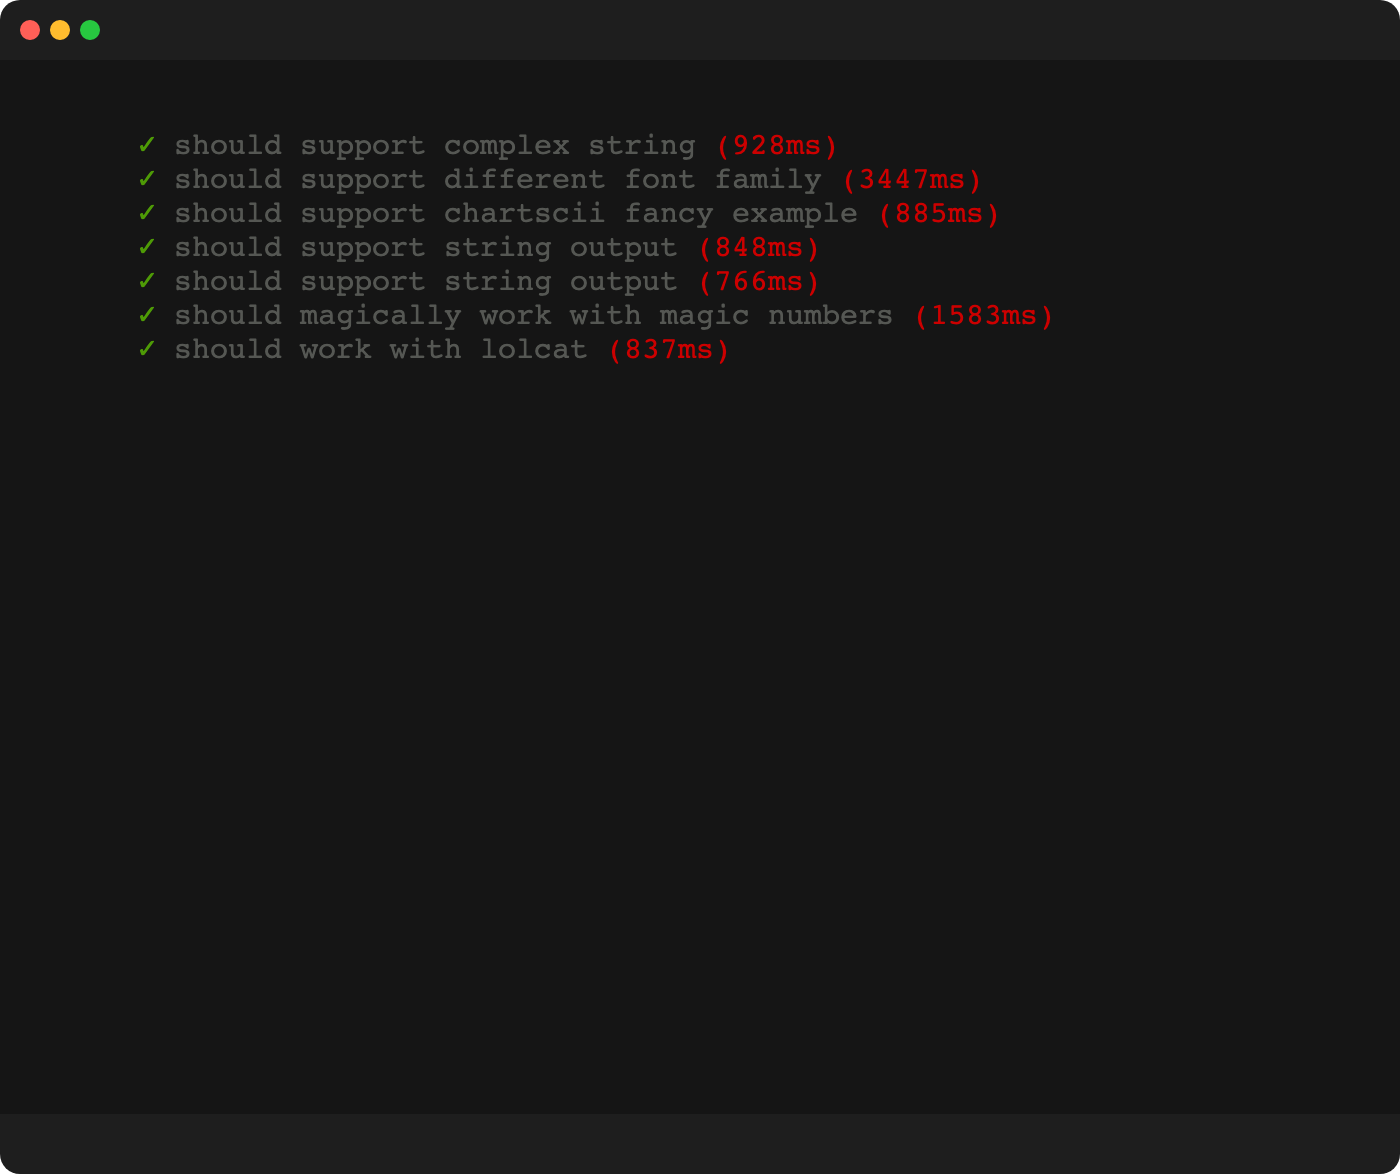 ✓ should support complex string (928ms)
✓ should support different font family (3447ms)
✓ should support chartscii fancy example (885ms)
✓ should support string output (848ms)
✓ should support string output (766ms)
✓ should magically work with magic numbers (1583ms)
✓ should work with lolcat (837ms)